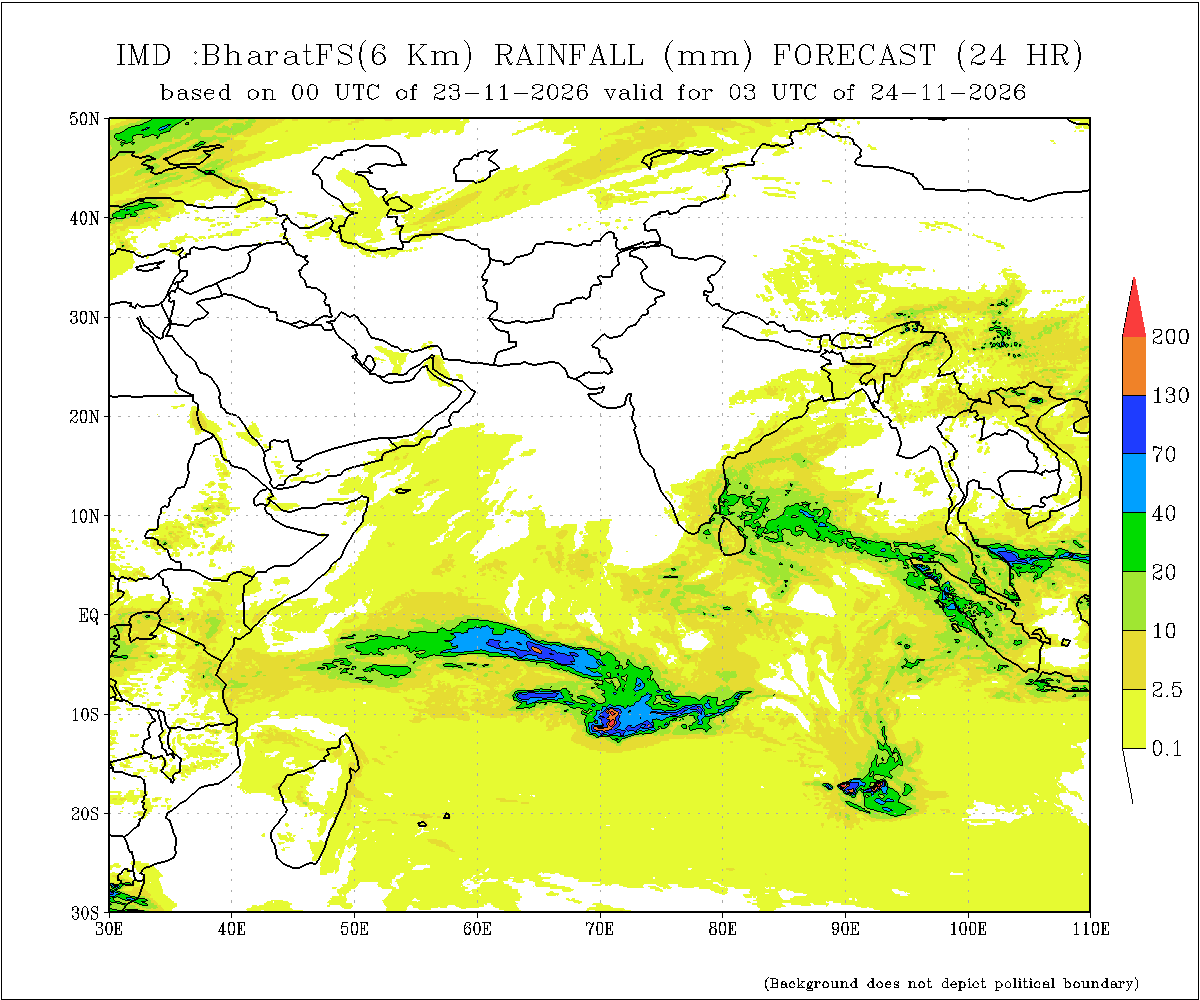 IMD :BharatFS(6 Km) RAINFALL (mm) FORECAST (24 HR)
based on 00 UTC of 23-11-2026 valid for 03 UTC of 24-11-2026
50N
40N
30N
20N
10N
EQ
10S
20S
30S
30E 40E 50E 60E 70E 80E 90E 100E 110E
200
130
70
40
20
10
2.5
0.1
(Background does not depict political boundary)